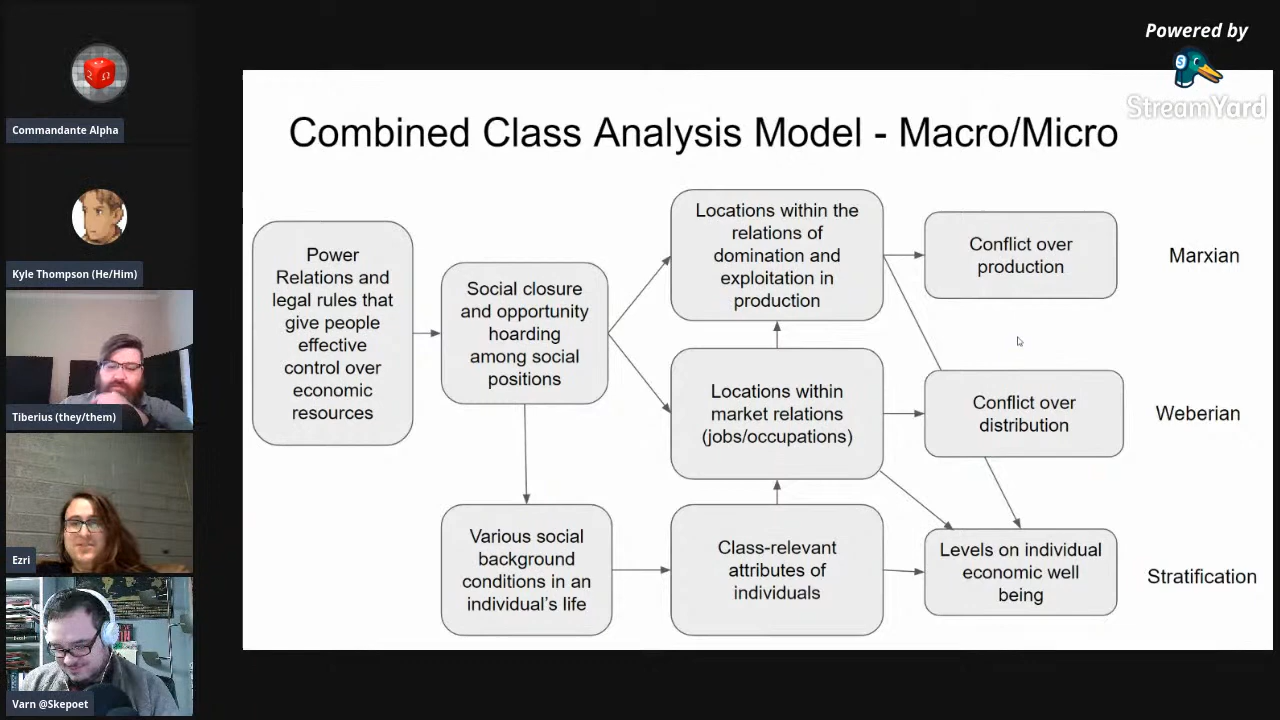 Commandante Alpha
Kyle Thompson (He/Him)
Tiberius (they/them)
Ezri
Varn @Skepoet
Powered by
S
StreamYard
Combined Class Analysis Model - Macro/Micro
Power
Relations and
legal rules that
give people
effective
control over
economic
resources
Social closure
and opportunity
hoarding
among social
positions
Various social
background
conditions in an
individual's life
Locations within the
relations of
domination and
exploitation in
production
Locations within
market relations
(jobs/occupations)
Class-relevant
attributes of
individuals
Conflict over
production
Conflict over
distribution
Levels on individual
economic well
being
Marxian
Weberian
Stratification